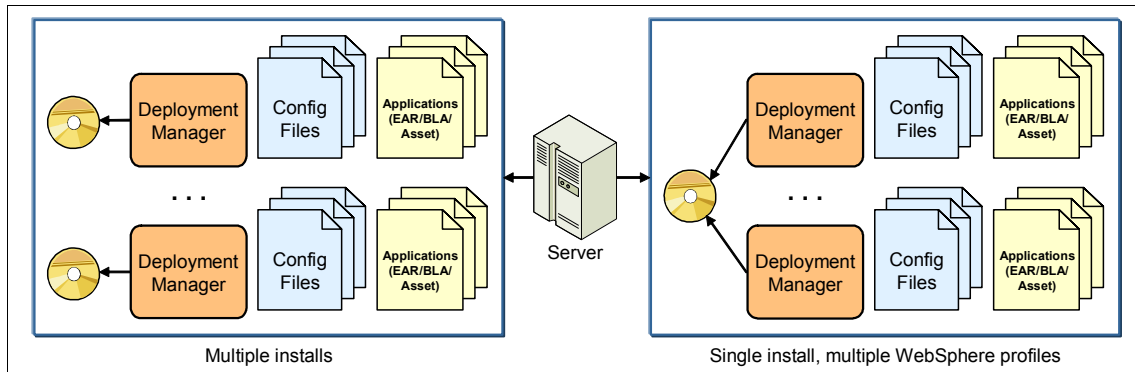 Deployment
Manager
Config
Files
Applications
(EAR/BLA/
Asset)
. . .
Deployment
Manager
Config
Files
Applications
(EAR/BLA/
Asset)
Multiple installs
Server
Deployment
Manager
Config
Files
Applications
(EAR/BLA/
Asset)
. . .
Deployment
Manager
Config
Files
Applications
(EAR/BLA/
Asset)
Single install, multiple WebSphere profiles